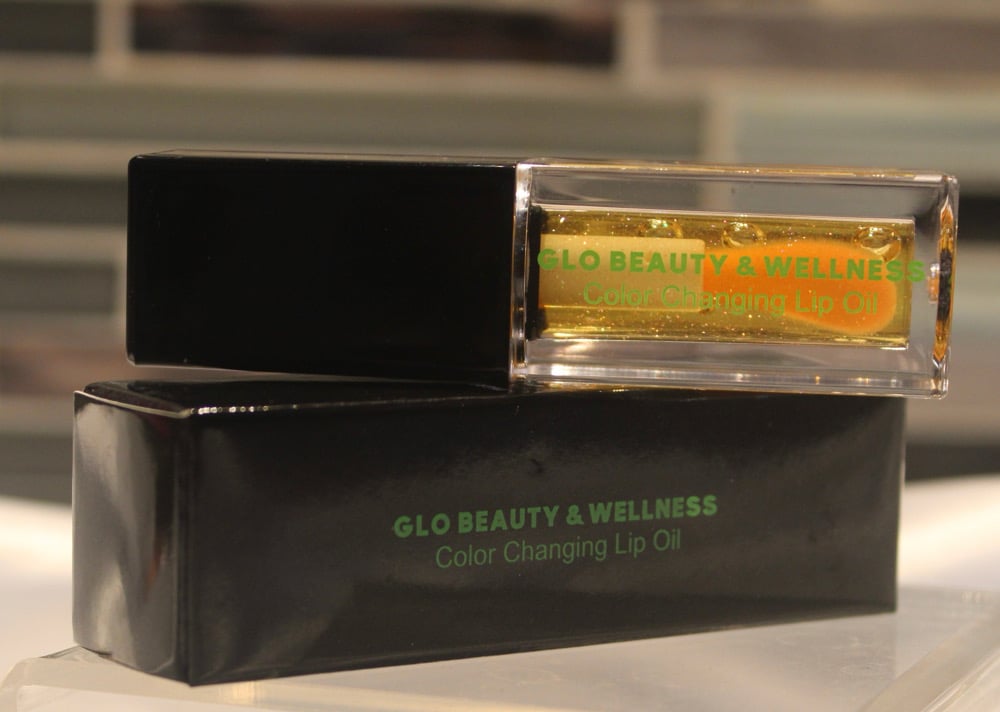 GLO BEAUTY & WELLNESS
Color Changing Lip Oil
GLO BEAUTY & WELLNESS
Color Changing Lip Oil